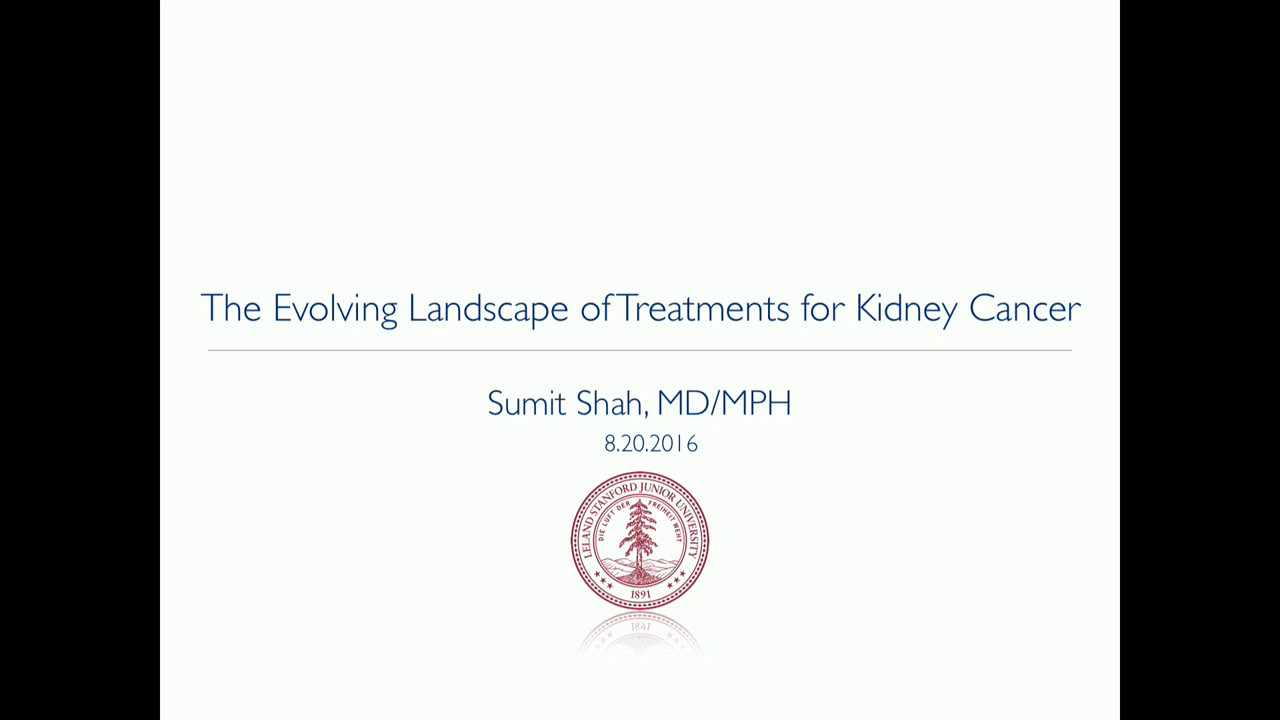 The Evolving Landscape of Treatments for Kidney Cancer
Sumit Shah, MD/MPH
8.20.2016
LELAND STANFORD JUNIOR UNIVERSITY
DIE LUFT DER FREIHEIT WEHT
1891